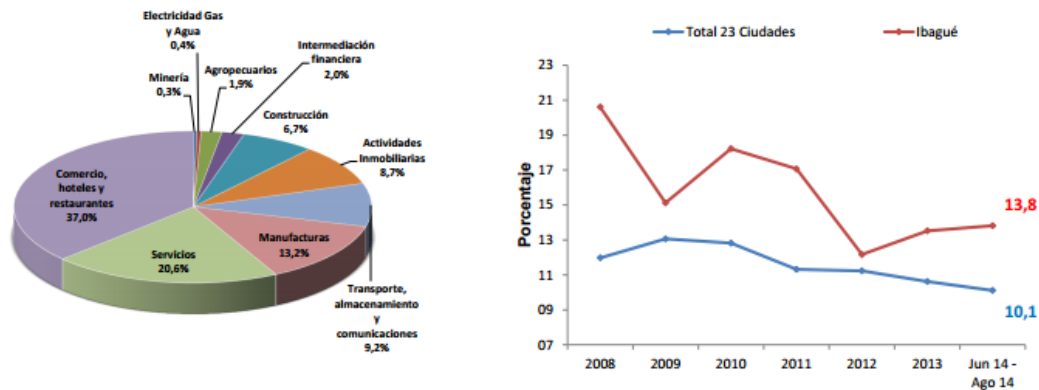 Electricidad Gas
y Agua
0,4%
Minería
0,3%
Agropecuarios
1,9%
Intermediación
financiera
2,0%
Construcción
6,7%
Actividades
Inmobiliarias
8,7%
Comercio,
hoteles y
restaurantes
37,0%
Servicios
20,6%
Manufacturas
13,2%
Transporte,
almacenamiento
y
comunicaciones
9,2%
Total 23 Ciudades
Ibagué
Porcentaje
23
21
19
17
15
13
11
09
07
13,8
10,1
2008
2009
2010
2011
2012
2013
Jun 14 -
Ago 14